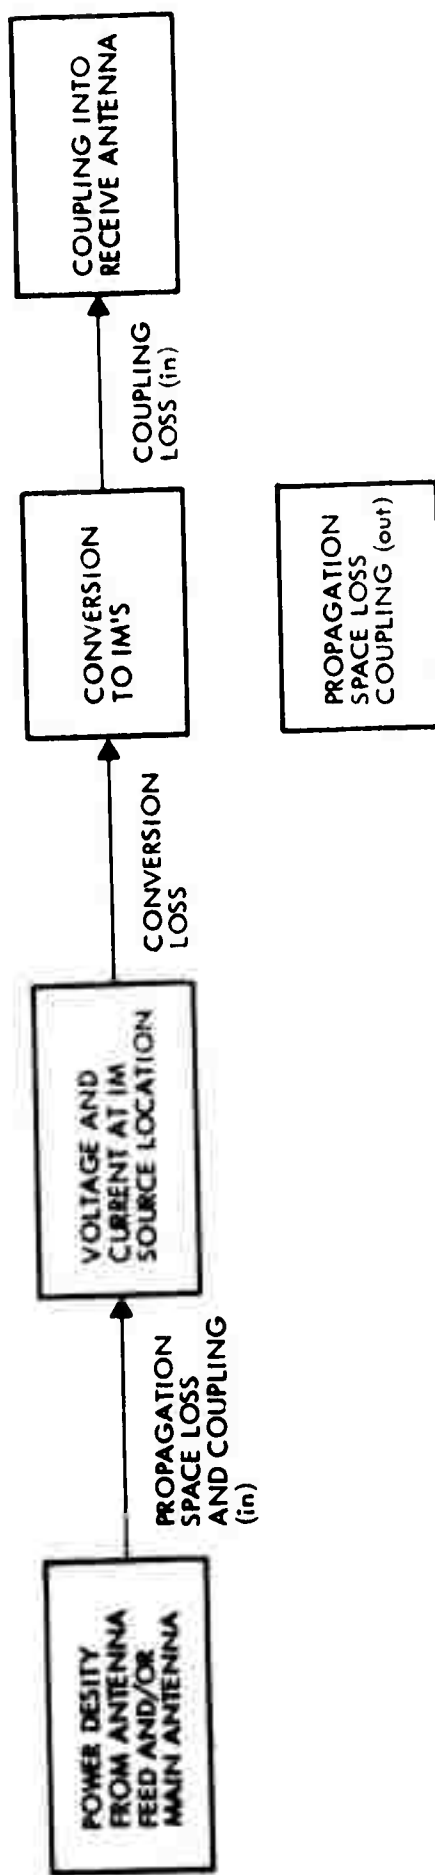 POWER DESITY
FROM ANTENNA
FEED AND/OR
MAIN ANTENNA
PROPAGATION
SPACE LOSS
AND COUPLING
(in)
VOLTAGE AND
CURRENT AT IM
SOURCE LOCATION
CONVERSION
LOSS
CONVERSION
TO IM'S
COUPLING
LOSS (in)
COUPLING INTO
RECEIVE ANTENNA
PROPAGATION
SPACE LOSS
COUPLING (out)